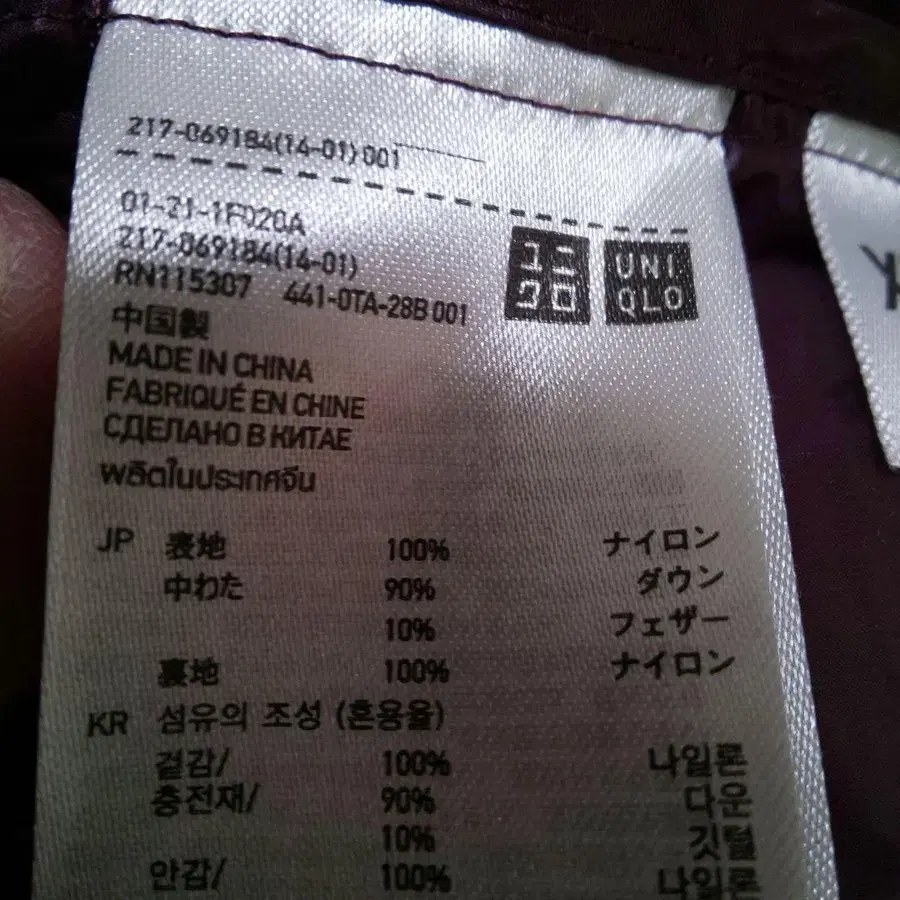 217-069184(14-01) 001
01-21-1F020A
217-069184(14-01)
RN115307 441-0TA-28B 001
ユニ
クロ
UNI
QLO
中国製
MADE IN CHINA
FABRIQUÉ EN CHINE
СДЕЛАНО В КИТАЕ
ผลิตในประเทศจีน
JP 表地 100% ナイロン
中わた 90% ダウン
10% フェザー
裏地 100% ナイロン
KR 섬유의 조성 (혼용율)
겉감/ 100% 나일론
충전재/ 90% 다운
10% 깃털
안감/ 100% 나일론